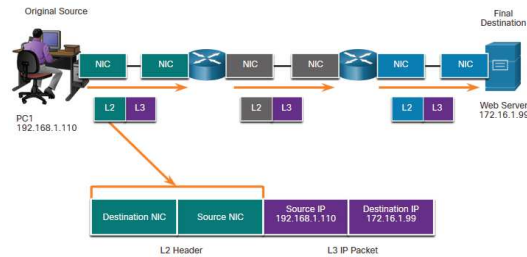 Original Source
Final
Destination
NIC NIC NIC NIC NIC NIC
L2 L3 L2 L3 L2 L3
PC1
192.168.1.110
Web Server
172.16.1.99
Destination NIC Source NIC Source IP
192.168.1.110 Destination IP
172.16.1.99
L2 Header L3 IP Packet